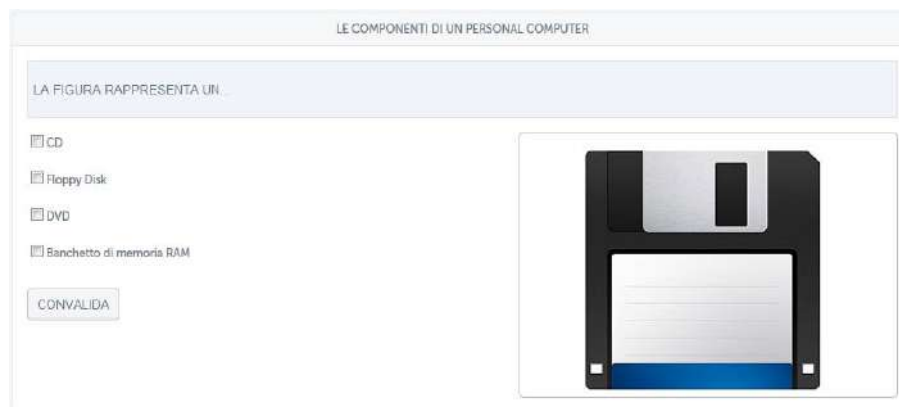 LE COMPONENTI DI UN PERSONAL COMPUTER
LA FIGURA RAPPRESENTA UN...
CD
Floppy Disk
DVD
Banchetto di memoria RAM
CONVALIDA